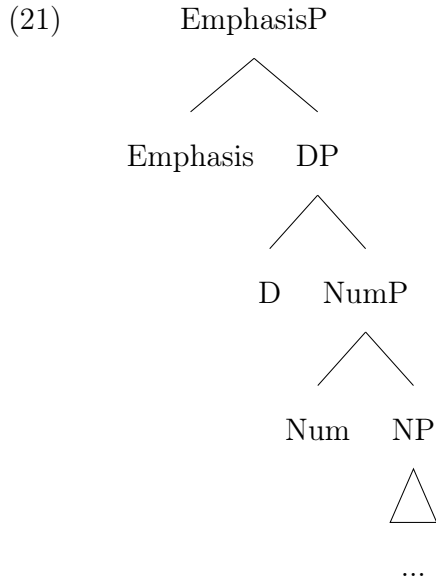 (21) EmphasisP
Emphasis DP
D NumP
Num NP
...